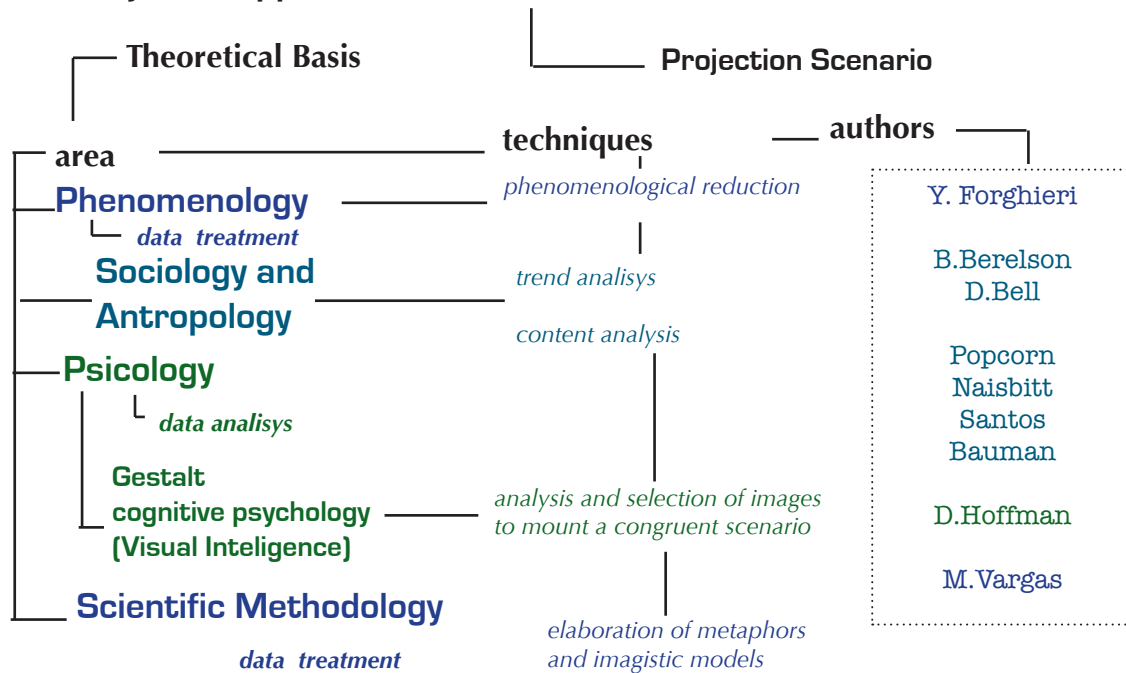 Theoretical Basis
Projection Scenario
area
techniques
authors
Phenomenology
data treatment
phenomenological reduction
Y. Forghieri
Sociology and
Antropology
trend analisys
content analysis
B.Berelson
D.Bell
Popcorn
Naisbitt
Santos
Bauman
Psicology
data analisys
Gestalt
cognitive psychology
(Visual Inteligence)
analysis and selection of images
to mount a congruent scenario
D.Hoffman
Scientific Methodology
data treatment
elaboration of metaphors
and imagistic models
M.Vargas